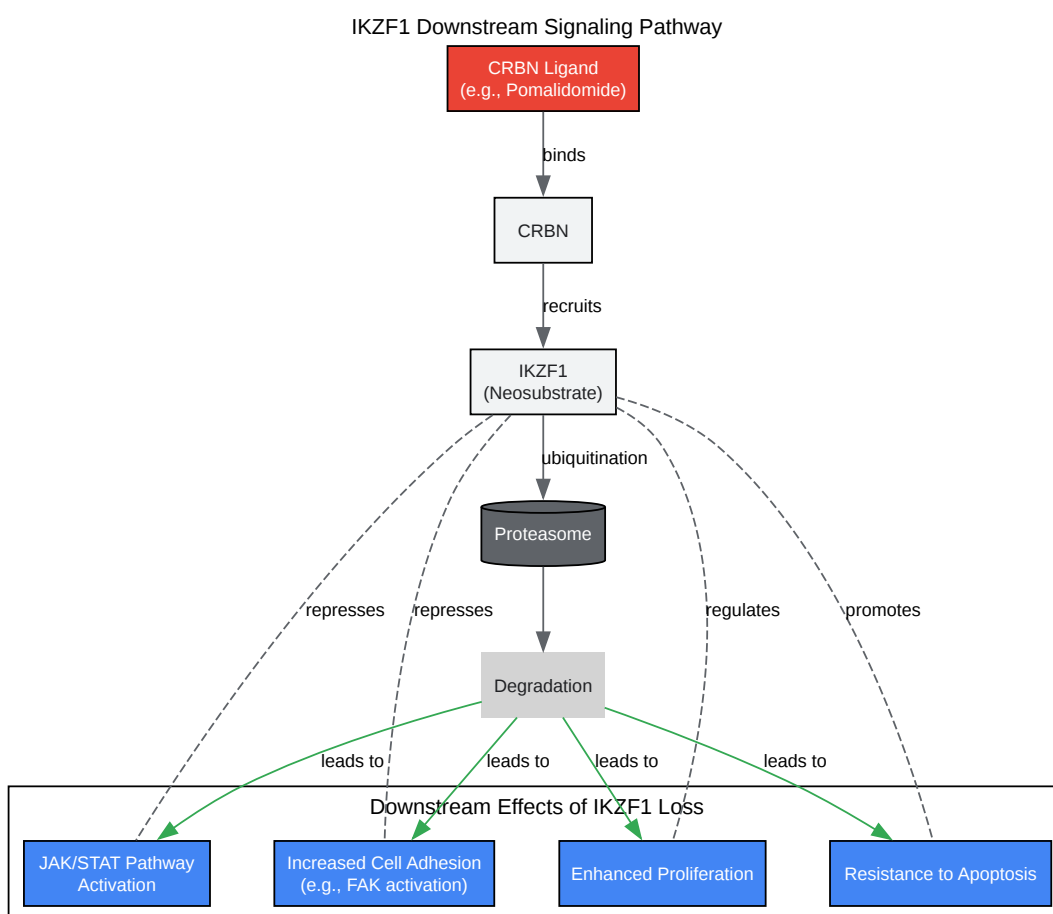 IKZF1 Downstream Signaling Pathway
CRBN Ligand
(e.g., Pomalidomide)
binds
CRBN
recruits
IKZF1
(Neosubstrate)
ubiquitination
Proteasome
represses
represses
regulates
promotes
Degradation
leads to
leads to
leads to
leads to
Downstream Effects of IKZF1 Loss
JAK/STAT Pathway
Activation
Increased Cell Adhesion
(e.g., FAK activation)
Enhanced Proliferation
Resistance to Apoptosis